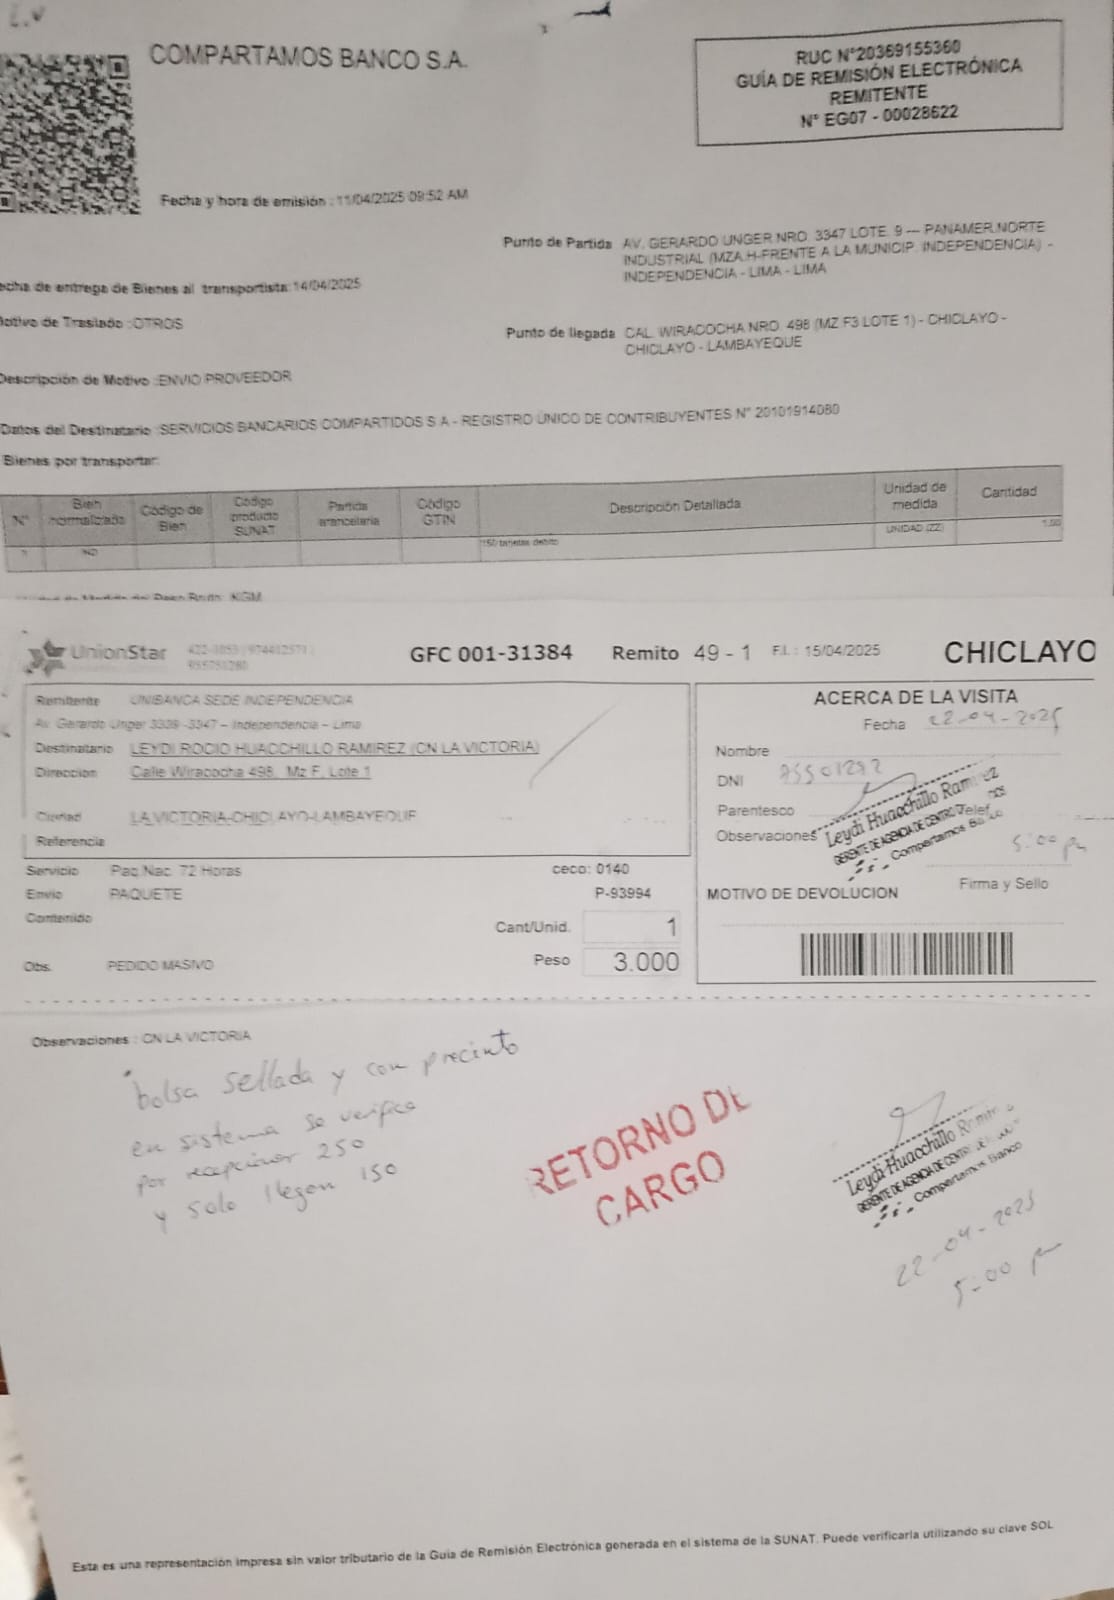 L.V
COMPARTAMOS BANCO S.A.
RUC N°20369155360
GUÍA DE REMISIÓN ELECTRÓNICA
REMITENTE
N° EG07 - 00028622
Fecha y hora de emisión : 11/04/2025 09:52 AM
Punto de Partida AV. GERARDO UNGER NRO. 3347 LOTE. 9 --- PANAMER.NORTE
INDUSTRIAL (MZA.H-FRENTE A LA MUNICIP. INDEPENDENCIA) -
INDEPENDENCIA - LIMA - LIMA
echa de entrega de Bienes al transportista: 14/04/2025
Motivo de Traslado :OTROS
Punto de llegada CAL. WIRACOCHA NRO. 498 (MZ F3 LOTE 1) - CHICLAYO -
CHICLAYO - LAMBAYEQUE
Descripción de Motivo :ENVIO PROVEEDOR
Datos del Destinatario :SERVICIOS BANCARIOS COMPARTIDOS S A - REGISTRO ÚNICO DE CONTRIBUYENTES N° 20101914080
Bienes por transportar:
N° Bien normalizado Código de Bien Código producto SUNAT Partida arancelaria Código GTIN Descripción Detallada Unidad de medida Cantidad
1 NO 150 tarjetas debito UNIDAD (ZZ) 1.00
de Medida del Peso Bruto: KGM
UnionStar
GFC 001-31384 Remito 49 - 1 F.I. : 15/04/2025 CHICLAYO
Remitente UNIBANCA SEDE INDEPENDENCIA
Av. Gerardo Unger 3339 -3347 – Independencia – Lima
Destinatario LEYDI ROCIO HUACCHILLO RAMIREZ (CN LA VICTORIA)
Direccion Calle Wiracocha 498, Mz F, Lote 1
Ciudad LA VICTORIA-CHICLAYO-LAMBAYEQUE
Referencia
Servicio Paq.Nac. 72 Horas ceco: 0140
Envio PAQUETE P-93994
Contenido
Cant/Unid. 1
Obs. PEDIDO MASIVO Peso 3.000
ACERCA DE LA VISITA
Fecha 22-04-2025
Nombre
DNI
Parentesco
Observaciones Telef.
Leydi Huacchillo Ramirez
GERENTE DE AGENCIA DE CENTRO
Compartamos
5:00 pm
Firma y Sello
MOTIVO DE DEVOLUCION
Observaciones : CN LA VICTORIA
bolsa sellada y con precinto
en sistema se verifica
por recepcionar 250
y solo llegan 150
RETORNO DE
CARGO
Leydi Huacchillo Ramirez
GERENTE DE AGENCIA DE
Compartamos Banco
22-04-2025
5:00 pm
Esta es una representación impresa sin valor tributario de la Guía de Remisión Electrónica generada en el sistema de la SUNAT. Puede verificarla utilizando su clave SOL